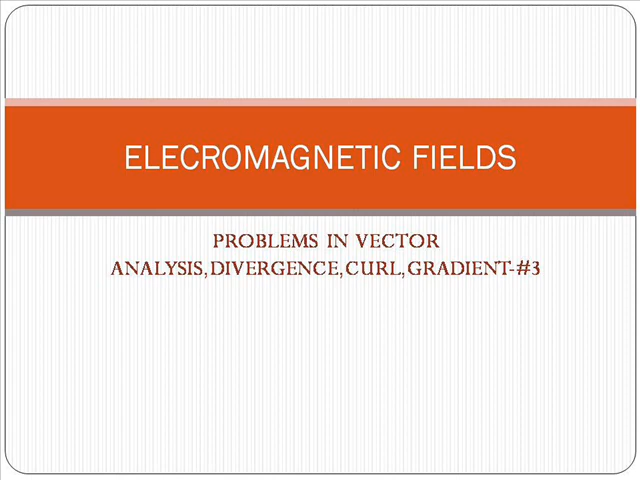 ELECROMAGNETIC FIELDS
PROBLEMS IN VECTOR
ANALYSIS,DIVERGENCE,CURL,GRADIENT-#3